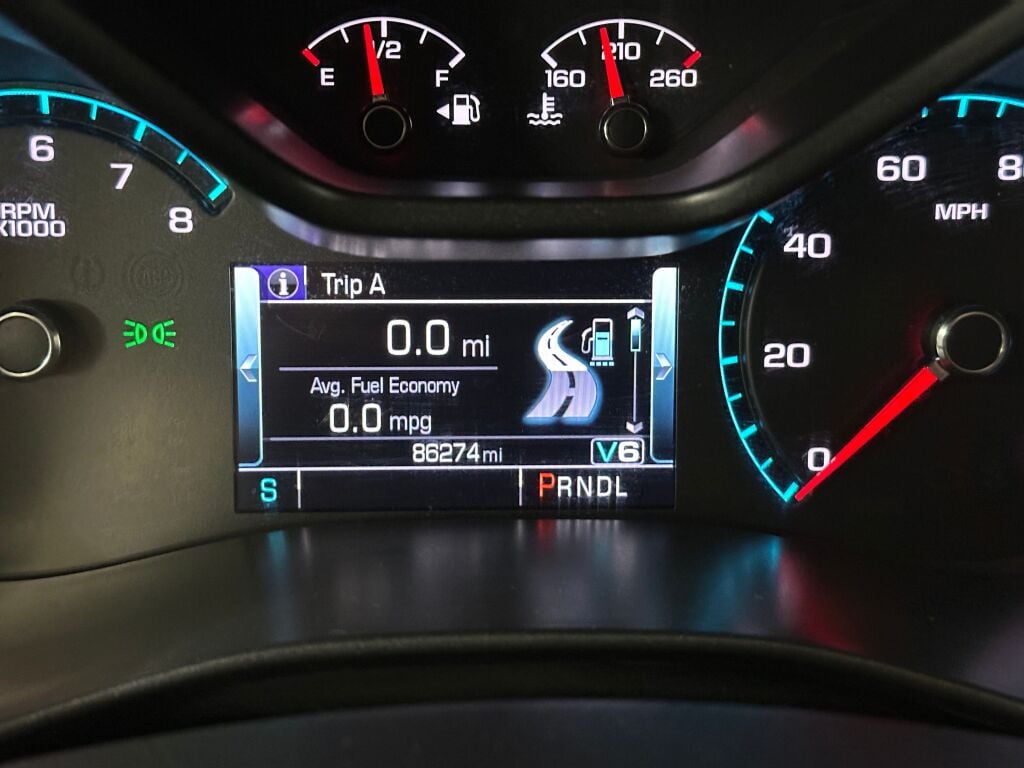 E 1/2 F
160 210 260
6
7
8
RPM
X1000
60
MPH
40
20
0
Trip A
0.0 mi
Avg. Fuel Economy
0.0 mpg
86274 mi
V6
S
PRNDL